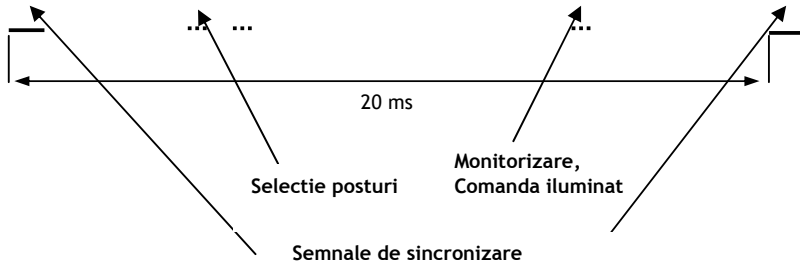 20 ms
Monitorizare,
Comanda iluminat
Selectie posturi
Semnale de sincronizare